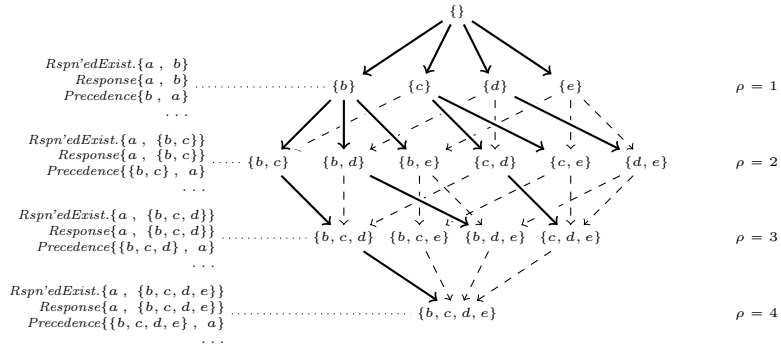 {}
Rspn'edExist.{a , b}
Response{a , b}
Precedence{b , a}
. . .
{b} {c} {d} {e} ρ = 1
Rspn'edExist.{a , {b, c}}
Response{a , {b, c}}
Precedence{{b, c} , a}
. . .
{b, c} {b, d} {b, e} {c, d} {c, e} {d, e} ρ = 2
Rspn'edExist.{a , {b, c, d}}
Response{a , {b, c, d}}
Precedence{{b, c, d} , a}
. . .
{b, c, d} {b, c, e} {b, d, e} {c, d, e} ρ = 3
Rspn'edExist.{a , {b, c, d, e}}
Response{a , {b, c, d, e}}
Precedence{{b, c, d, e} , a}
. . .
{b, c, d, e} ρ = 4